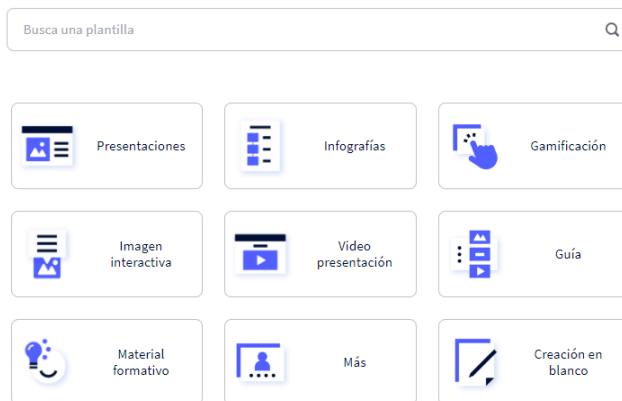 Busca una plantilla
Presentaciones
Infografías
Gamificación
Imagen
interactiva
Video
presentación
Guía
Material
formativo
Más
Creación en
blanco